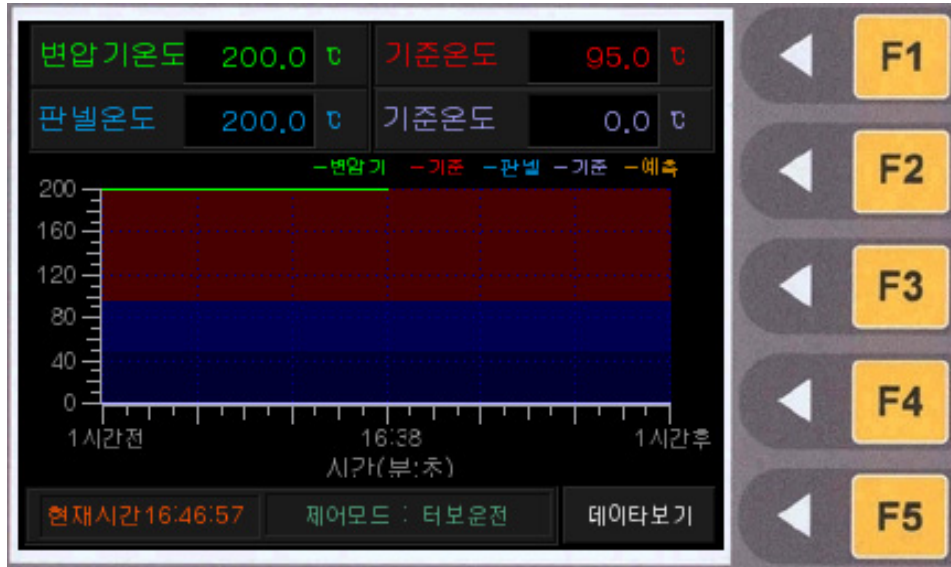 변압기온도 200.0 ℃ 기준온도 95.0 ℃ F1
판넬온도 200.0 ℃ 기준온도 0.0 ℃
-변압기 -기준 -판넬 -기준 -예측 F2
200
160
120 F3
80
40
0 F4
1시간전 16:38 1시간후
시간(분:초)
현재시간16:46:57 제어모드 : 터보운전 데이타보기 F5